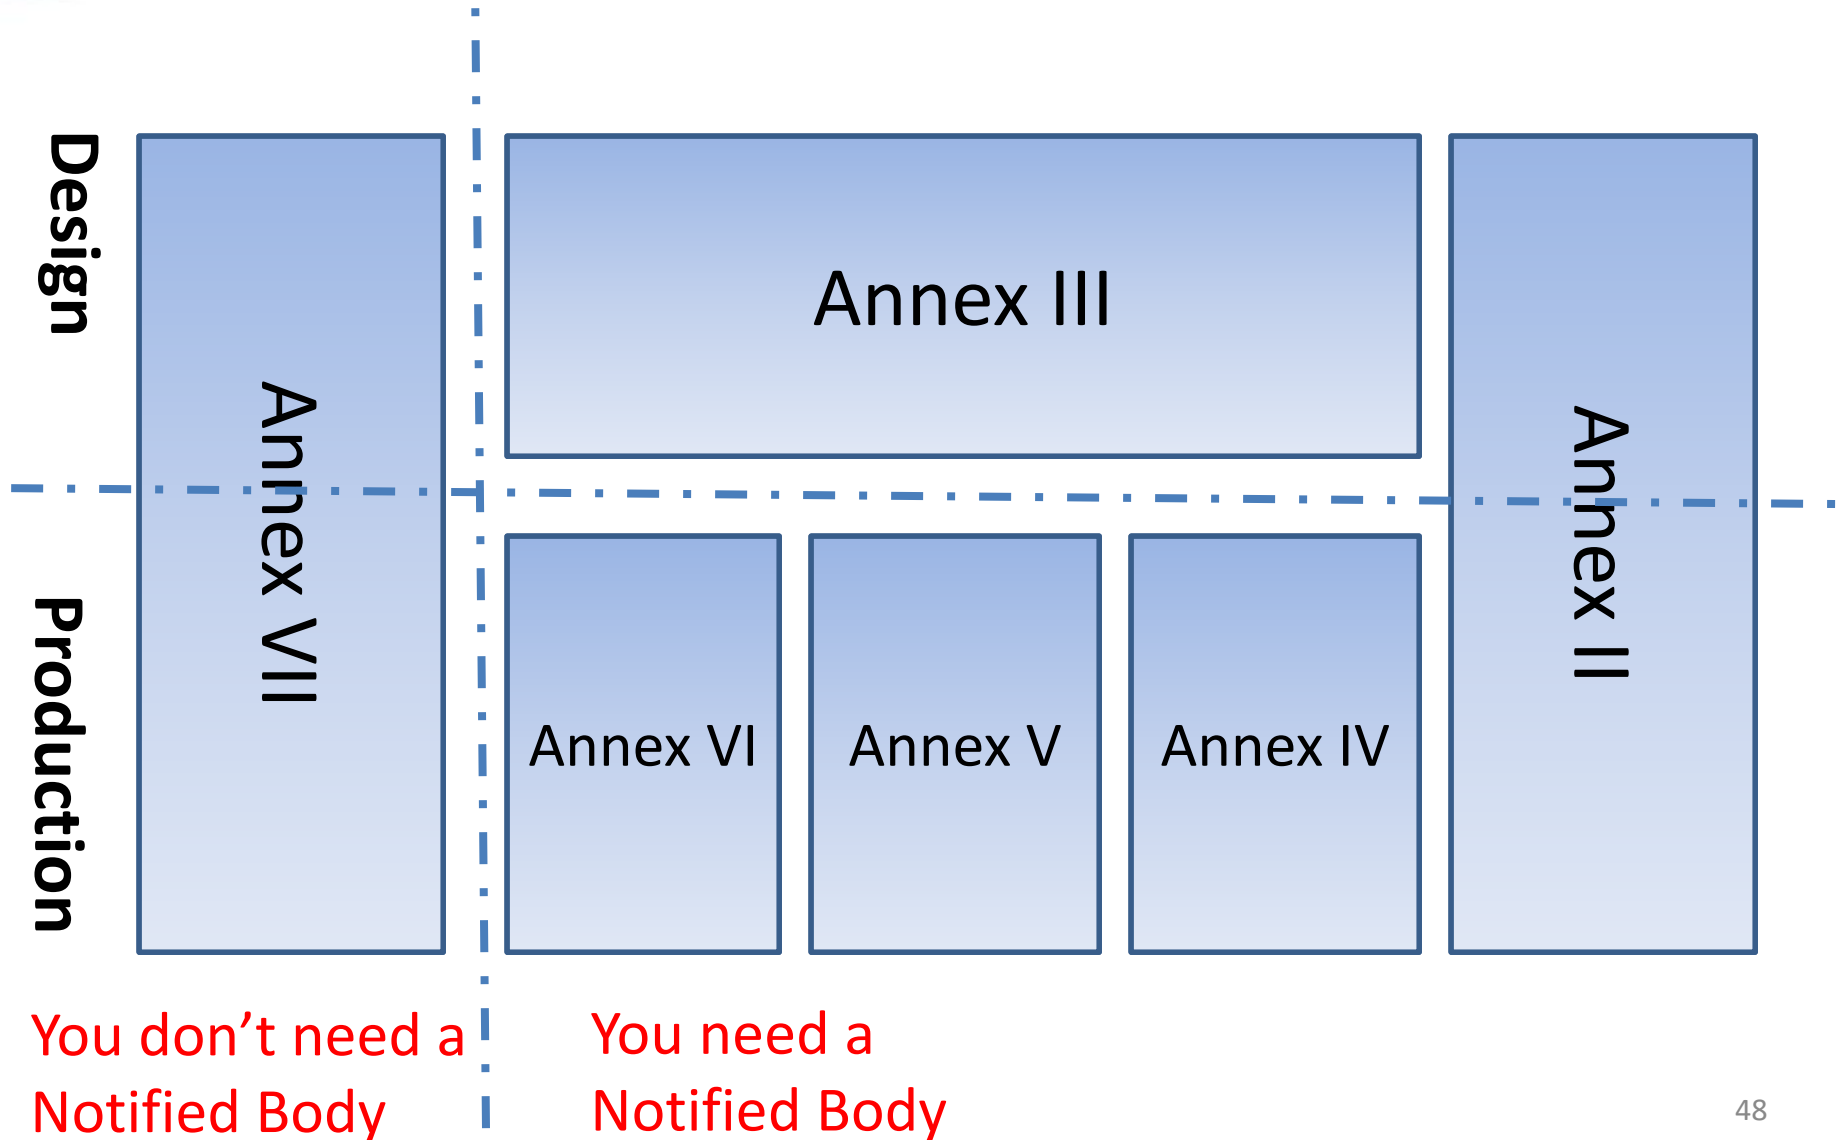 Design
Annex VII
Annex III
Annex II
Production
Annex VI
Annex V
Annex IV
You don’t need a
Notified Body
You need a
Notified Body
48